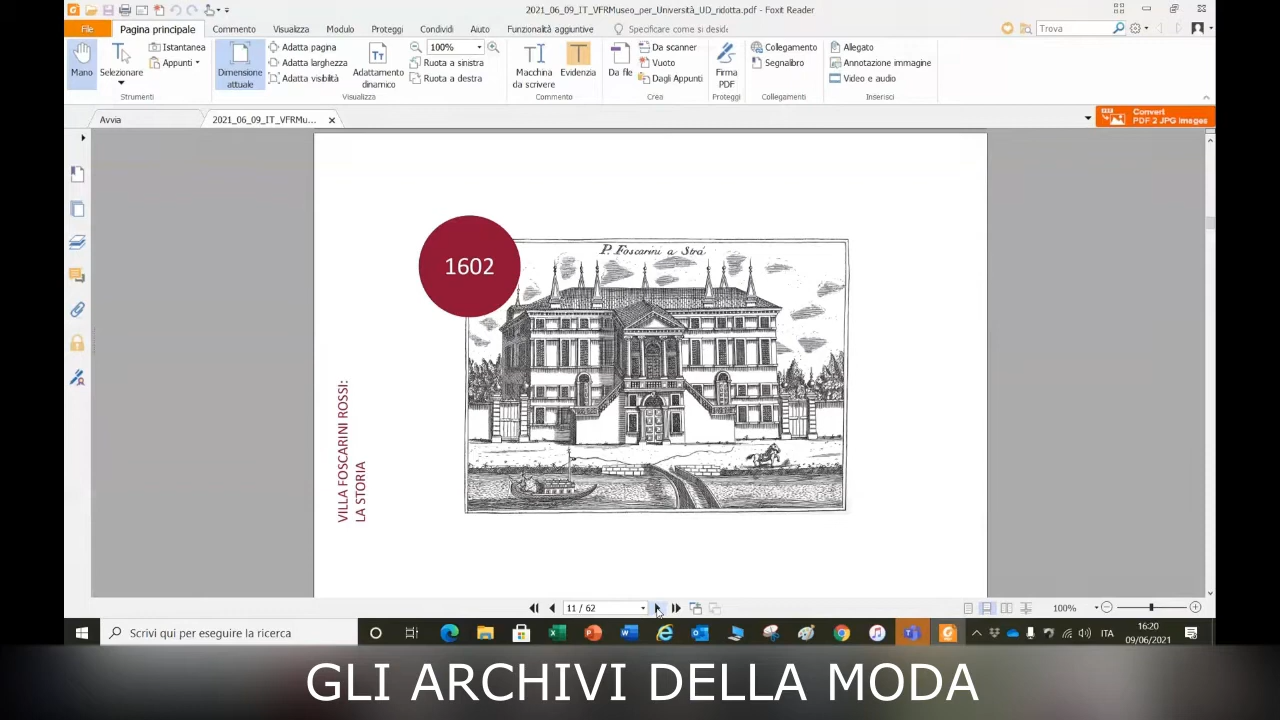 2021_06_09_IT_VFRMuseo_per_Università_UD_ridotta.pdf - Foxit Reader
File
Pagina principale
Commento
Visualizza
Modulo
Proteggi
Condividi
Aiuto
Funzionalità aggiuntive
Specificare come si desid
Trova
Mano
Selezionare
Istantanea
Appunti
Strumenti
Dimensione
attuale
Adatta pagina
Adatta larghezza
Adatta visibiltà
Adattamento
dinamico
100%
Ruota a sinistra
Ruota a destra
Visualizza
Macchina
da scrivere
Evidenzia
Commento
Da file
Da scanner
Vuoto
Dagli Appunti
Crea
Firma
PDF
Proteggi
Collegamento
Segnalibro
Collegamenti
Allegato
Annotazione immagine
Video e audio
Inserisci
Avvia
2021_06_09_IT_VFRMu...
Convert
PDF 2 JPG Images
1602
P. Foscarini a Strá
VILLA FOSCARINI ROSSI:
LA STORIA
11 / 62
100%
Scrivi qui per eseguire la ricerca
ITA
16:20
09/06/2021
GLI ARCHIVI DELLA MODA